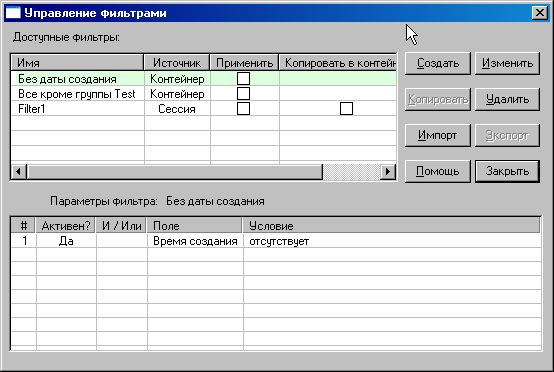 Управление фильтрами
Доступные фильтры:
Имя Источник Применить Копировать в контейн
Без даты создания Контейнер
Все кроме группы Test Контейнер
Filter1 Сессия
Создать Изменить
Копировать Удалить
Импорт Экспорт
Помощь Закрыть
Параметры фильтра: Без даты создания
# Активен? И / Или Поле Условие
1 Да Время создания отсутствует